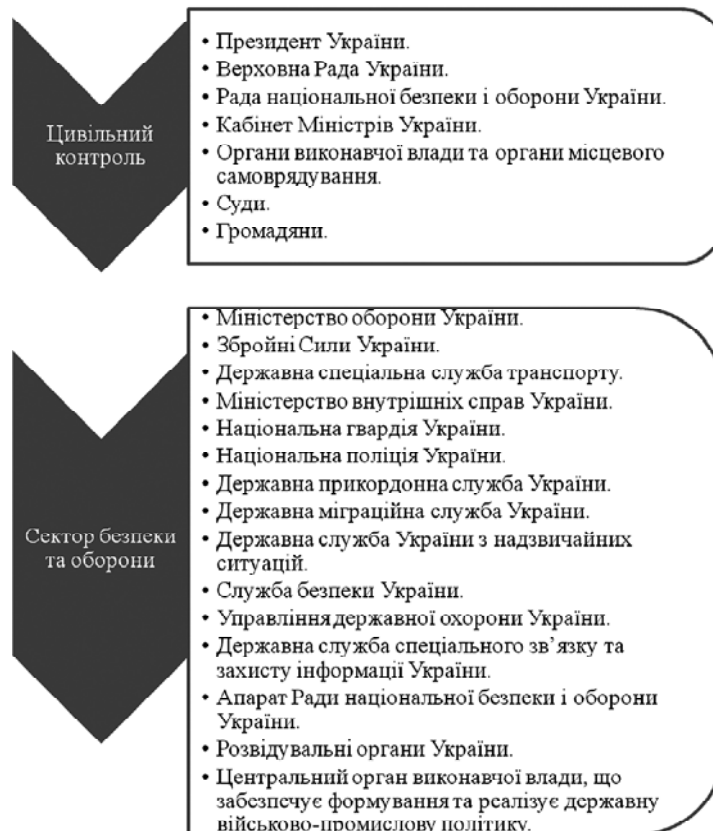 Цивільний
контроль
• Президент України.
• Верховна Рада України.
• Рада національної безпеки і оборони України.
• Кабінет Міністрів України.
• Органи виконавчої влади та органи місцевого
самоврядування.
• Суди.
• Громадяни.
Сектор безпеки
та оборони
• Міністерство оборони України.
• Збройні Сили України.
• Державна спеціальна служба транспорту.
• Міністерство внутрішніх справ України.
• Національна гвардія України.
• Національна поліція України.
• Державна прикордонна служба України.
• Державна міграційна служба України.
• Державна служба України з надзвичайних
ситуацій.
• Служба безпеки України.
• Управління державної охорони України.
• Державна служба спеціального зв’язку та
захисту інформації України.
• Апарат Ради національної безпеки і оборони
України.
• Розвідувальні органи України.
• Центральний орган виконавчої влади, що
забезпечує формування та реалізує державну
військово-промислову політику.